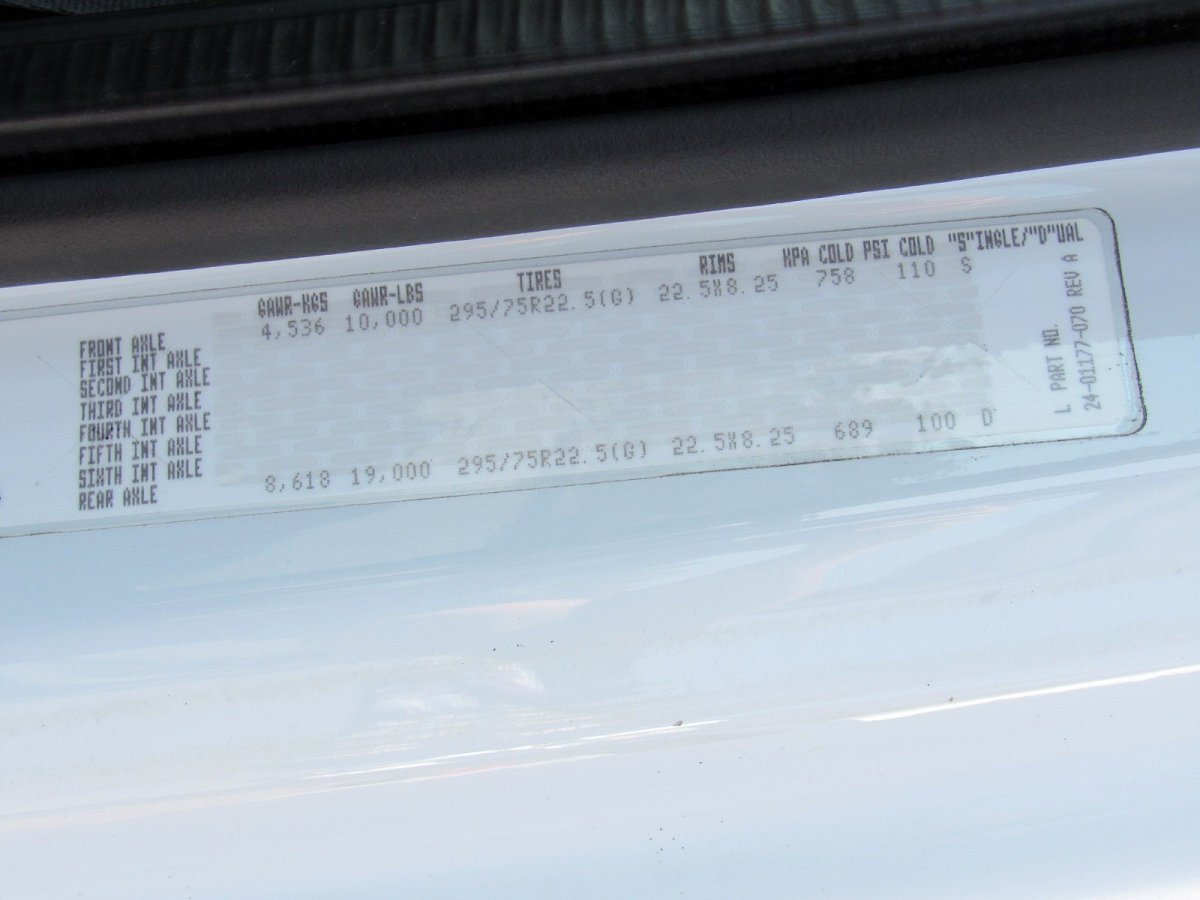 GAWR-KGS GAWR-LBS TIRES RIMS KPA COLD PSI COLD "S"INGLE/"D"UAL
FRONT AXLE 4,536 10,000 295/75R22.5(G) 22.5X8.25 758 110 S
FIRST INT AXLE
SECOND INT AXLE
THIRD INT AXLE
FOURTH INT AXLE
FIFTH INT AXLE
SIXTH INT AXLE
REAR AXLE 8,618 19,000 295/75R22.5(G) 22.5X8.25 689 100 D
L PART NO.
24-01177-070 REV A